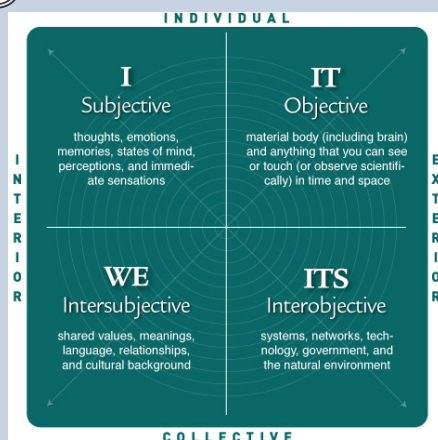 INDIVIDUAL
INTERIOR
EXTERIOR
I
Subjective
thoughts, emotions,
memories, states of mind,
perceptions, and immedi-
ate sensations
IT
Objective
material body (including brain)
and anything that you can see
or touch (or observe scientifi-
cally) in time and space
WE
Intersubjective
shared values, meanings,
language, relationships,
and cultural background
ITS
Interobjective
systems, networks, tech-
nology, government, and
the natural environment
COLLECTIVE